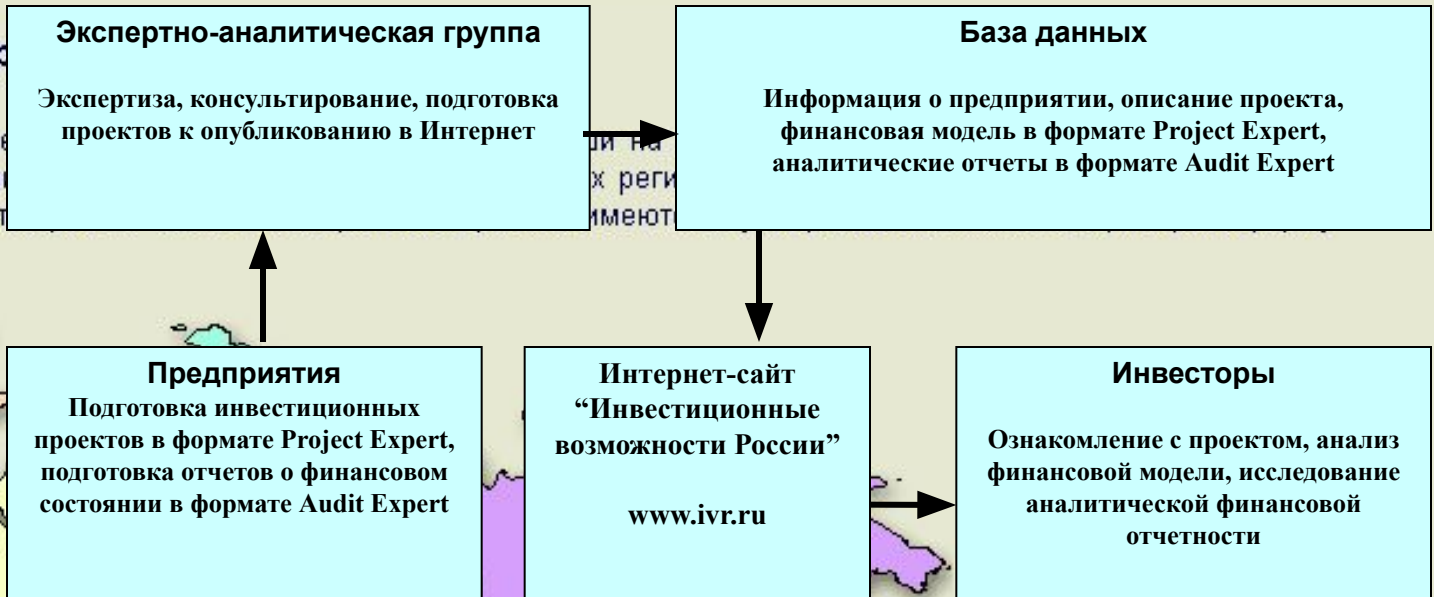 Экспертно-аналитическая группа
Экспертиза, консультирование, подготовка
проектов к опубликованию в Интернет
База данных
Информация о предприятии, описание проекта,
финансовая модель в формате Project Expert,
аналитические отчеты в формате Audit Expert
на
х
имеют
Предприятия
Подготовка инвестиционных
проектов в формате Project Expert,
подготовка отчетов о финансовом
состоянии в формате Audit Expert
Интернет-сайт
“Инвестиционные
возможности России”
www.ivr.ru
Инвесторы
Ознакомление с проектом, анализ
финансовой модели, исследование
аналитической финансовой
отчетности